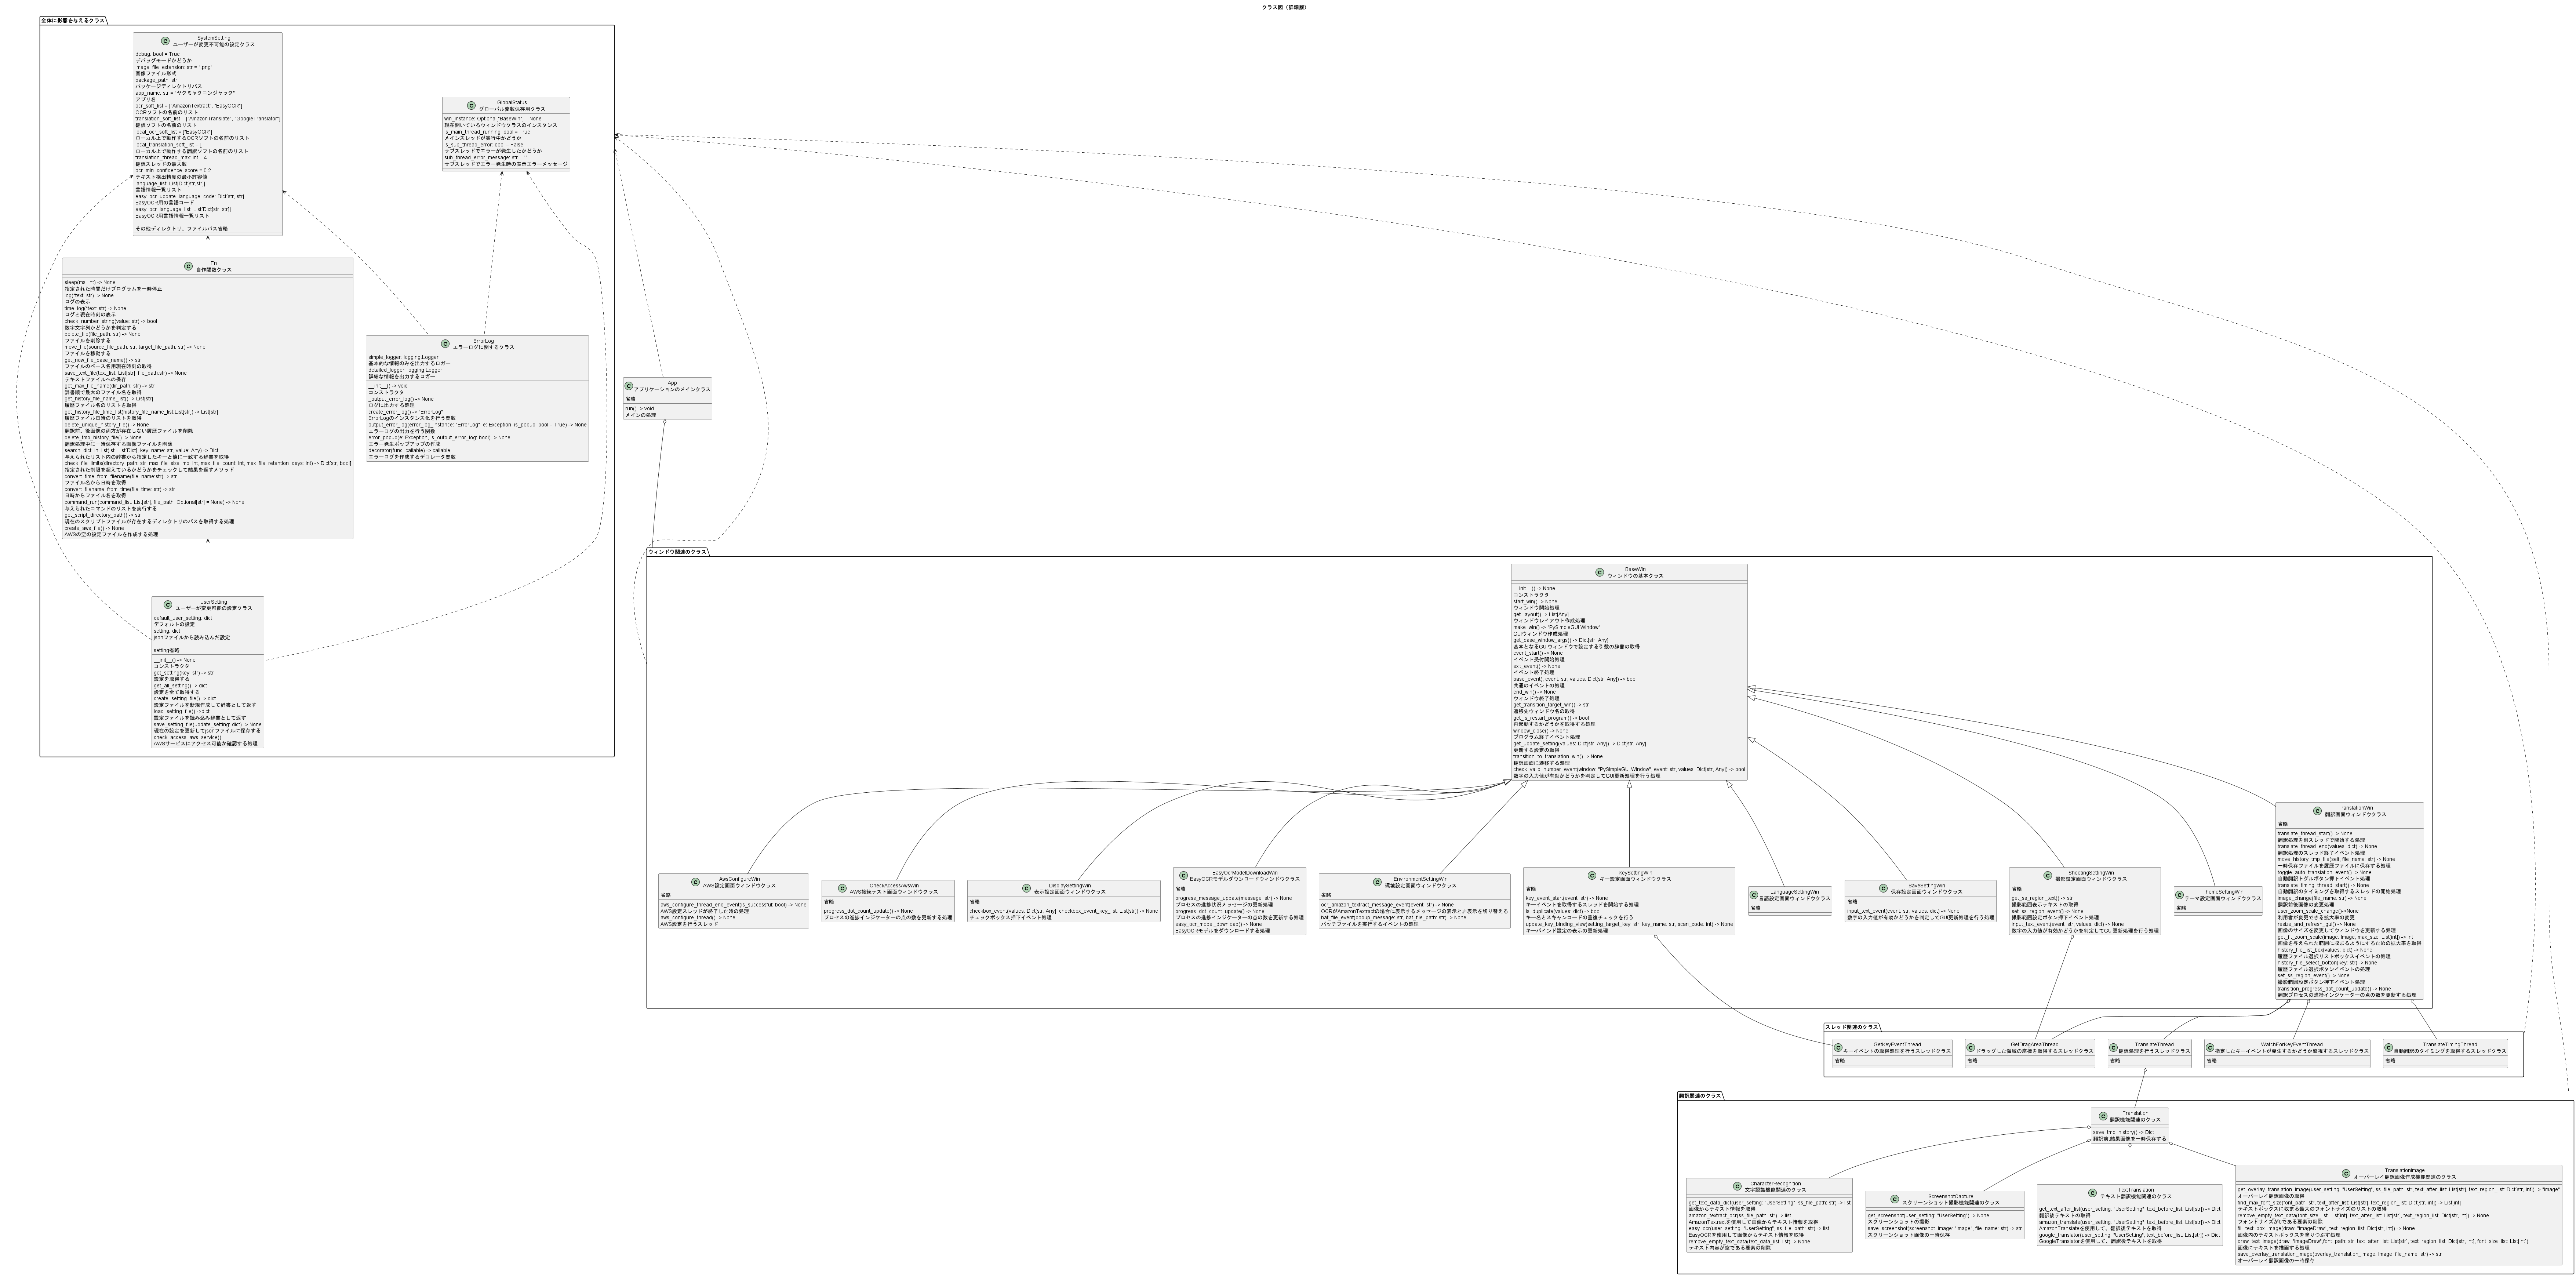 クラス図（詳細版）
全体に影響を与えるクラス
SystemSetting
ユーザーが変更不可能の設定クラス
debug: bool = True
デバッグモードかどうか
image_file_extension: str = ".png"
画像ファイル形式
package_path: str
パッケージディレクトリパス
app_name: str = "ヤクミャクコンジャック"
アプリ名
ocr_soft_list = ["AmazonTextract", "EasyOCR"]
OCRソフトの名前のリスト
translation_soft_list = ["AmazonTranslate", "GoogleTranslator"]
翻訳ソフトの名前のリスト
local_ocr_soft_list = ["EasyOCR"]
ローカル上で動作するOCRソフトの名前のリスト
local_translation_soft_list = []
ローカル上で動作する翻訳ソフトの名前のリスト
translation_thread_max: int = 4
翻訳スレッドの最大数
ocr_min_confidence_score = 0.2
テキスト検出精度の最小許容値
language_list: List[Dict[str,str]]
言語情報一覧リスト
easy_ocr_update_language_code: Dict[str, str]
EasyOCR用の言語コード
easy_ocr_language_list: List[Dict[str, str]]
EasyOCR用言語情報一覧リスト
その他ディレクトリ、ファイルパス省略
GlobalStatus
グローバル変数保存用クラス
win_instance: Optional["BaseWin"] = None
現在開いているウィンドウクラスのインスタンス
is_main_thread_running: bool = True
メインスレッドが実行中かどうか
is_sub_thread_error: bool = False
サブスレッドでエラーが発生したかどうか
sub_thread_error_message: str = ""
サブスレッドでエラー発生時の表示エラーメッセージ
Fn
自作関数クラス
sleep(ms: int) -> None
指定された時間だけプログラムを一時停止
log(*text: str) -> None
ログの表示
time_log(*text: str) -> None
ログと現在時刻の表示
check_number_string(value: str) -> bool
数字文字列かどうかを判定する
delete_file(file_path: str) -> None
ファイルを削除する
move_file(source_file_path: str, target_file_path: str) -> None
ファイルを移動する
get_now_file_base_name() -> str
ファイルのベース名用現在時刻の取得
save_text_file(text_list: List[str], file_path:str) -> None
テキストファイルへの保存
get_max_file_name(dir_path: str) -> str
辞書順で最大のファイル名を取得
get_history_file_name_list() -> List[str]
履歴ファイル名のリストを取得
get_history_file_time_list(history_file_name_list:List[str]) -> List[str]
履歴ファイル日時のリストを取得
delete_unique_history_file() -> None
翻訳前、後画像の両方が存在しない履歴ファイルを削除
delete_tmp_history_file() -> None
翻訳処理中に一時保存する画像ファイルを削除
search_dict_in_list(lst: List[Dict], key_name: str, value: Any) -> Dict
与えられたリスト内の辞書から指定したキーと値に一致する辞書を取得
check_file_limits(directory_path: str, max_file_size_mb: int, max_file_count: int, max_file_retention_days: int) -> Dict[str, bool]
指定された制限を超えているかどうかをチェックして結果を返すメソッド
convert_time_from_filename(file_name:str) -> str
ファイル名から日時を取得
convert_filename_from_time(file_time: str) -> str
日時からファイル名を取得
command_run(command_list: List[str], file_path: Optional[str] = None) -> None
与えられたコマンドのリストを実行する
get_script_directory_path() -> str
現在のスクリプトファイルが存在するディレクトリのパスを取得する処理
create_aws_file() -> None
AWSの空の設定ファイルを作成する処理
ErrorLog
エラーログに関するクラス
simple_logger: logging.Logger
基本的な情報のみを出力するロガー
detailed_logger: logging.Logger
詳細な情報を出力するロガー
__init__() -> void
コンストラクタ
_output_error_log() -> None
ログに出力する処理
create_error_log() -> "ErrorLog"
ErrorLogのインスタンス化を行う関数
output_error_log(error_log_instance: "ErrorLog", e: Exception, is_popup: bool = True) -> None
エラーログの出力を行う関数
error_popup(e: Exception, is_output_error_log: bool) -> None
エラー発生ポップアップの作成
decorator(func: callable) -> callable
エラーログを作成するデコレータ関数
UserSetting
ユーザーが変更可能の設定クラス
default_user_setting: dict
デフォルトの設定
setting: dict
jsonファイルから読み込んだ設定
setting省略
__init__() -> None
コンストラクタ
get_setting(key: str) -> str
設定を取得する
get_all_setting() -> dict
設定を全て取得する
create_setting_file() -> dict
設定ファイルを新規作成して辞書として返す
load_setting_file() ->dict
設定ファイルを読み込み辞書として返す
save_setting_file(update_setting: dict) -> None
現在の設定を更新してjsonファイルに保存する
check_access_aws_service()
AWSサービスにアクセス可能か確認する処理
App
アプリケーションのメインクラス
省略
run() -> void
メインの処理
ウィンドウ関連のクラス
BaseWin
ウィンドウの基本クラス
__init__() -> None
コンストラクタ
start_win() -> None
ウィンドウ開始処理
get_layout() -> List[Any]
ウィンドウレイアウト作成処理
make_win() -> "PySimpleGUI.Window"
GUIウィンドウ作成処理
get_base_window_args() -> Dict[str, Any]
基本となるGUIウィンドウで設定する引数の辞書の取得
event_start() -> None
イベント受付開始処理
exit_event() -> None
イベント終了処理
base_event(, event: str, values: Dict[str, Any]) -> bool
共通のイベントの処理
end_win() -> None
ウィンドウ終了処理
get_transition_target_win() -> str
遷移先ウィンドウ名の取得
get_is_restart_program() -> bool
再起動するかどうかを取得する処理
window_close() -> None
プログラム終了イベント処理
get_update_setting(values: Dict[str, Any]) -> Dict[str, Any]
更新する設定の取得
transition_to_translation_win() -> None
翻訳画面に遷移する処理
check_valid_number_event(window: "PySimpleGUI.Window", event: str, values: Dict[str, Any]) -> bool
数字の入力値が有効かどうかを判定してGUI更新処理を行う処理
AwsConfigureWin
AWS設定画面ウィンドウクラス
省略
aws_configure_thread_end_event(is_successful: bool) -> None
AWS設定スレッドが終了した時の処理
aws_configure_thread() -> None
AWS設定を行うスレッド
CheckAccessAwsWin
AWS接続テスト画面ウィンドウクラス
省略
progress_dot_count_update() -> None
プロセスの進捗インジケーターの点の数を更新する処理
DisplaySettingWin
表示設定画面ウィンドウクラス
省略
checkbox_event(values: Dict[str, Any], checkbox_event_key_list: List[str]) -> None
チェックボックス押下イベント処理
EasyOcrModelDownloadWin
EasyOCRモデルダウンロードウィンドウクラス
省略
progress_message_update(message: str) -> None
プロセスの進捗状況メッセージの更新処理
progress_dot_count_update() -> None
プロセスの進捗インジケーターの点の数を更新する処理
easy_ocr_model_download() -> None
EasyOCRモデルをダウンロードする処理
EnvironmentSettingWin
環境設定画面ウィンドウクラス
省略
ocr_amazon_textract_message_event(event: str) -> None
OCRがAmazonTextractの場合に表示するメッセージの表示と非表示を切り替える
bat_file_event(popup_message: str, bat_file_path: str) -> None
バッチファイルを実行するイベントの処理
KeySettingWin
キー設定画面ウィンドウクラス
省略
key_event_start(event: str) -> None
キーイベントを取得するスレッドを開始する処理
is_duplicate(values: dict) -> bool
キー名とスキャンコードの重複チェックを行う
update_key_binding_view(setting_target_key: str, key_name: str, scan_code: int) -> None
キーバインド設定の表示の更新処理
LanguageSettingWin
言語設定画面ウィンドウクラス
省略
SaveSettingWin
保存設定画面ウィンドウクラス
省略
input_text_event(event: str, values: dict) -> None
数字の入力値が有効かどうかを判定してGUI更新処理を行う処理
ShootingSettingWin
撮影設定画面ウィンドウクラス
省略
get_ss_region_text() -> str
撮影範囲表示テキストの取得
set_ss_region_event() -> None
撮影範囲設定ボタン押下イベント処理
input_text_event(event: str, values: dict) -> None
数字の入力値が有効かどうかを判定してGUI更新処理を行う処理
ThemeSettingWin
テーマ設定画面ウィンドウクラス
省略
TranslationWin
翻訳画面ウィンドウクラス
省略
translate_thread_start() -> None
翻訳処理を別スレッドで開始する処理
translate_thread_end(values: dict) -> None
翻訳処理のスレッド終了イベント処理
move_history_tmp_file(self, file_name: str) -> None
一時保存ファイルを履歴ファイルに保存する処理
toggle_auto_translation_event() -> None
自動翻訳トグルボタン押下イベント処理
translate_timing_thread_start() -> None
自動翻訳のタイミングを取得するスレッドの開始処理
image_change(file_name: str) -> None
翻訳前後画像の変更処理
user_zoom_scale_change()->None
利用者が変更できる拡大率の変更
resize_and_refresh_gui() -> None
画像のサイズを変更してウィンドウを更新する処理
get_fit_zoom_scale(image: Image, max_size: List[int]) -> int
画像を与えられた範囲に収まるようにするための拡大率を取得
history_file_list_box(values: dict) -> None
履歴ファイル選択リストボックスイベントの処理
history_file_select_botton(key: str) -> None
履歴ファイル選択ボタンイベントの処理
set_ss_region_event() -> None
撮影範囲設定ボタン押下イベント処理
transition_progress_dot_count_update() -> None
翻訳プロセスの進捗インジケーターの点の数を更新する処理
スレッド関連のクラス
GetKeyEventThread
キーイベントの取得処理を行うスレッドクラス
省略
GetDragAreaThread
ドラッグした領域の座標を取得するスレッドクラス
省略
TranslateThread
翻訳処理を行うスレッドクラス
省略
WatchForKeyEventThread
指定したキーイベントが発生するかどうか監視するスレッドクラス
省略
TranslateTimingThread
自動翻訳のタイミングを取得するスレッドクラス
省略
翻訳関連のクラス
Translation
翻訳機能関連のクラス
save_tmp_history() -> Dict
翻訳前,結果画像を一時保存する
CharacterRecognition
文字認識機能関連のクラス
get_text_data_dict(user_setting: "UserSetting", ss_file_path: str) -> list
画像からテキスト情報を取得
amazon_textract_ocr(ss_file_path: str) -> list
AmazonTextractを使用して画像からテキスト情報を取得
easy_ocr(user_setting: "UserSetting", ss_file_path: str) -> list
EasyOCRを使用して画像からテキスト情報を取得
remove_empty_text_data(text_data_list: list) -> None
テキスト内容が空である要素の削除
ScreenshotCapture
スクリーンショット撮影機能関連のクラス
get_screenshot(user_setting: "UserSetting") -> None
スクリーンショットの撮影
save_screenshot(screenshot_image: "Image", file_name: str) -> str
スクリーンショット画像の一時保存
TextTranslation
テキスト翻訳機能関連のクラス
get_text_after_list(user_setting: "UserSetting", text_before_list: List[str]) -> Dict
翻訳後テキストの取得
amazon_translate(user_setting: "UserSetting", text_before_list: List[str]) -> Dict
AmazonTranslateを使用して、翻訳後テキストを取得
google_translator(user_setting: "UserSetting", text_before_list: List[str]) -> Dict
GoogleTranslatorを使用して、翻訳後テキストを取得
TranslationImage
オーバーレイ翻訳画像作成機能関連のクラス
get_overlay_translation_image(user_setting: "UserSetting", ss_file_path: str, text_after_list: List[str], text_region_list: Dict[str, int]) -> "Image"
オーバーレイ翻訳画像の取得
find_max_font_size(font_path: str, text_after_list: List[str], text_region_list: Dict[str, int]) -> List[int]
テキストボックスに収まる最大のフォントサイズのリストの取得
remove_empty_text_data(font_size_list: List[int], text_after_list: List[str], text_region_list: Dict[str, int]) -> None
フォントサイズが0である要素の削除
fill_text_box_image(draw: "ImageDraw", text_region_list: Dict[str, int]) -> None
画像内のテキストボックスを塗りつぶす処理
draw_text_image(draw: "ImageDraw",font_path: str, text_after_list: List[str], text_region_list: Dict[str, int], font_size_list: List[int])
画像にテキストを描画する処理
save_overlay_translation_image(overlay_translation_image: Image, file_name: str) -> str
オーバーレイ翻訳画像の一時保存